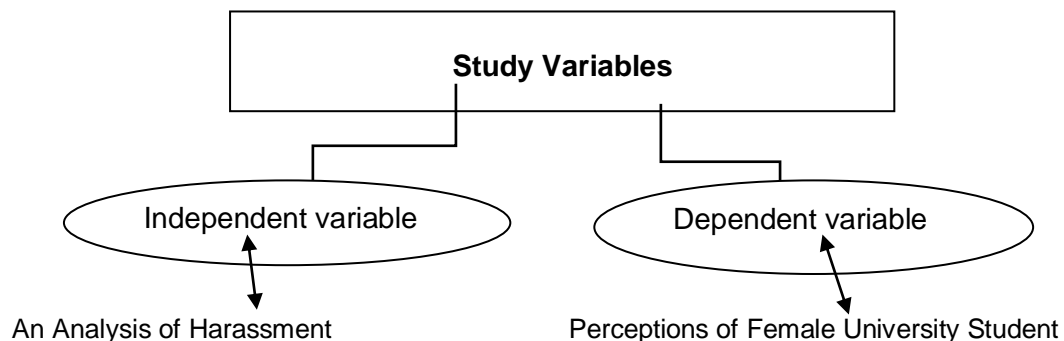 Study Variables
Independent variable
Dependent variable
An Analysis of Harassment
Perceptions of Female University Student